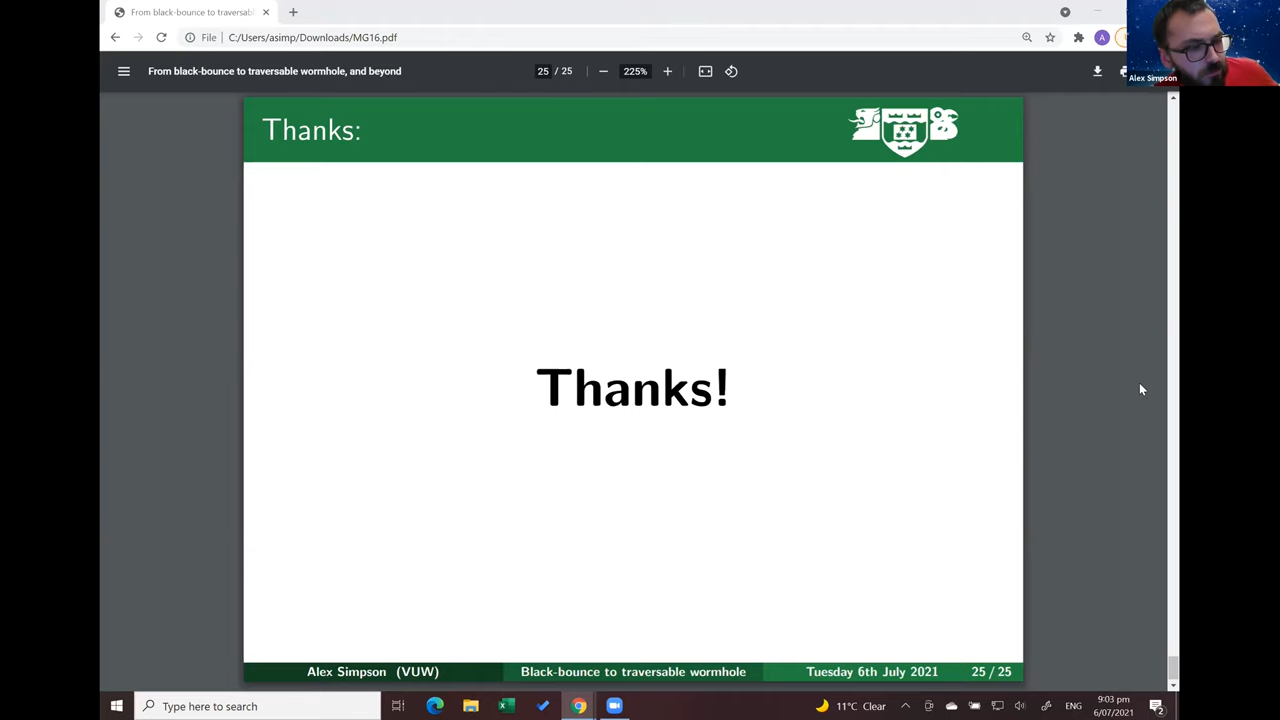 From black-bounce to traversabl
File
C:/Users/asimp/Downloads/MG16.pdf
A
From black-bounce to traversable wormhole, and beyond
25 / 25
225%
Alex Simpson
Thanks:
Thanks!
Alex Simpson (VUW)
Black-bounce to traversable wormhole
Tuesday 6th July 2021
25 / 25
Type here to search
11°C Clear
ENG
9:03 pm
6/07/2021
2